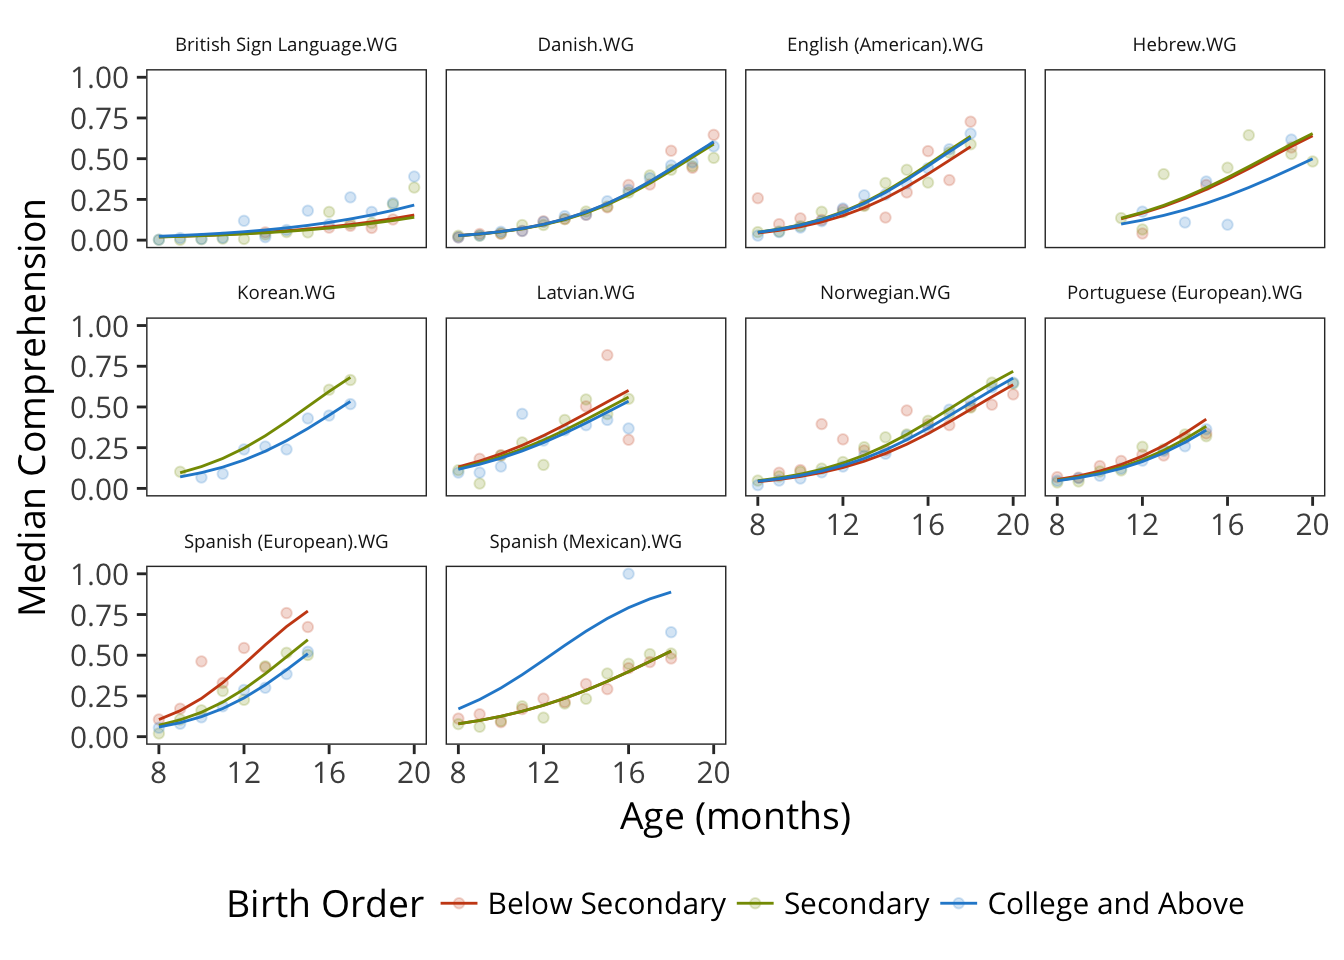 British Sign Language.WG Danish.WG English (American).WG Hebrew.WG
1.00
0.75
0.50
0.25
0.00
Korean.WG Latvian.WG Norwegian.WG Portuguese (European).WG
1.00
0.75
0.50
0.25
0.00
8 12 16 20 8 12 16 20
Spanish (European).WG Spanish (Mexican).WG
1.00
0.75
0.50
0.25
0.00
8 12 16 20 8 12 16 20
Median Comprehension
Age (months)
Birth Order Below Secondary Secondary College and Above